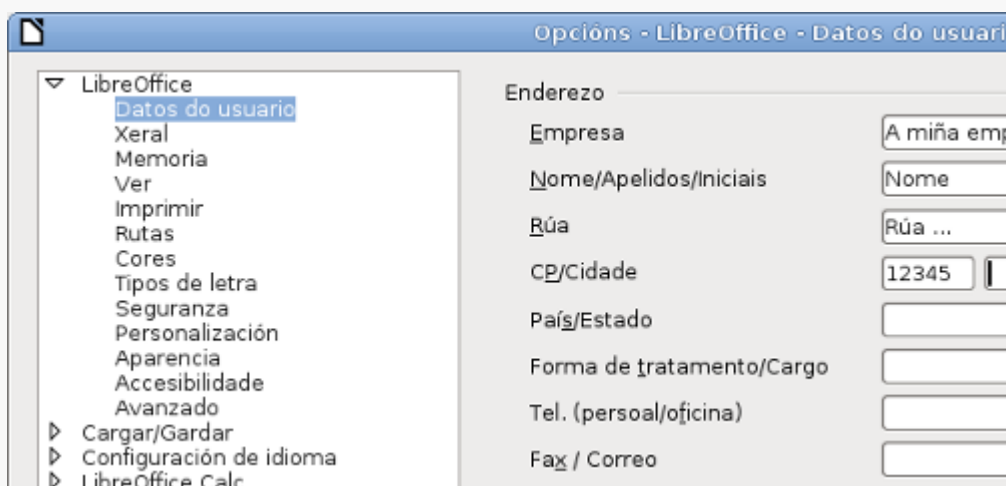 Opcións - LibreOffice - Datos do usuari
LibreOffice
Datos do usuario
Xeral
Memoria
Ver
Imprimir
Rutas
Cores
Tipos de letra
Seguranza
Personalización
Aparencia
Accesibilidade
Avanzado
Cargar/Gardar
Configuración de idioma
LibreOffice Calc
Enderezo
Empresa A miña emp
Nome/Apelidos/Iniciais Nome
Rúa Rúa ...
CP/Cidade 12345
País/Estado
Forma de tratamento/Cargo
Tel. (persoal/oficina)
Fax / Correo